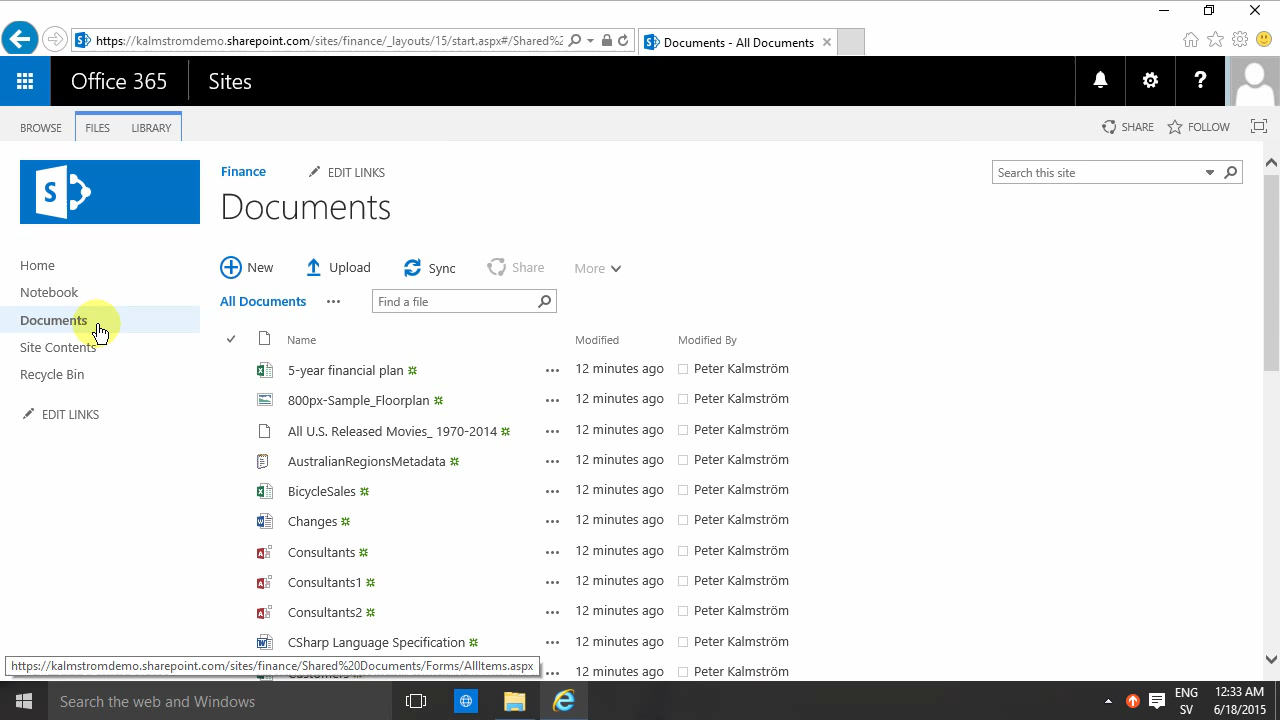 https://kalmstromdemo.sharepoint.com/sites/finance/_layouts/15/start.aspx#/Shared%2
Documents - All Documents
Office 365
Sites
?
BROWSE
FILES
LIBRARY
SHARE
FOLLOW
S
Finance
EDIT LINKS
Search this site
Documents
Home
Notebook
Documents
Site Contents
Recycle Bin
EDIT LINKS
New
Upload
Sync
Share
More
All Documents
Find a file
Name
Modified
Modified By
5-year financial plan 12 minutes ago Peter Kalmström
800px-Sample_Floorplan 12 minutes ago Peter Kalmström
All U.S. Released Movies_ 1970-2014 12 minutes ago Peter Kalmström
AustralianRegionsMetadata 12 minutes ago Peter Kalmström
BicycleSales 12 minutes ago Peter Kalmström
Changes 12 minutes ago Peter Kalmström
Consultants 12 minutes ago Peter Kalmström
Consultants1 12 minutes ago Peter Kalmström
Consultants2 12 minutes ago Peter Kalmström
CSharp Language Specification 12 minutes ago Peter Kalmström
12 minutes ago Peter Kalmström
https://kalmstromdemo.sharepoint.com/sites/finance/Shared%20Documents/Forms/AllItems.aspx
Search the web and Windows
ENG
SV
12:33 AM
6/18/2015